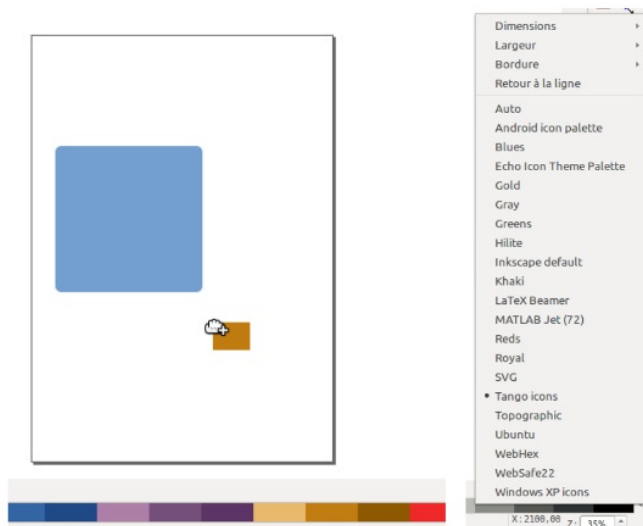 Dimensions
Largeur
Bordure
Retour à la ligne
Auto
Android icon palette
Blues
Echo Icon Theme Palette
Gold
Gray
Greens
Hilite
Inkscape default
Khaki
LaTeX Beamer
MATLAB Jet (72)
Reds
Royal
SVG
Tango icons
Topographic
Ubuntu
WebHex
WebSafe22
Windows XP icons
X:2100,00 Z: 35%